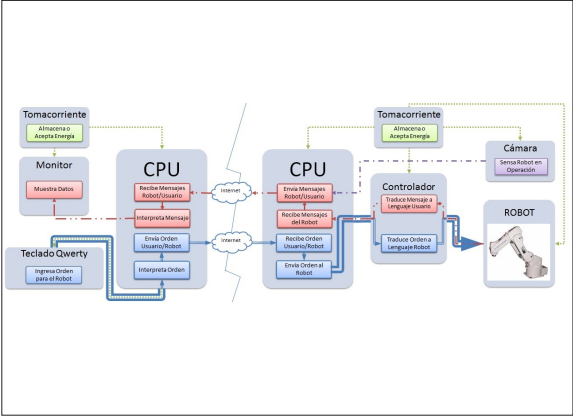 Tomacorriente
Almacena o
Acepta Energía
Monitor
Muestra Datos
Teclado Qwerty
Ingresa Orden
para el Robot
CPU
Recibe Mensajes
Robot/Usuario
Interpreta Mensaje
Envía Orden
Usuario/Robot
Interpreta Orden
Internet
Internet
CPU
Envía Mensajes
Robot/Usuario
Recibe Mensajes
del Robot
Recibe Orden
Robot
Envía Orden al
Robot
Tomacorriente
Almacena o
Acepta Energía
Controlador
Traduce Mensaje a
Lenguaje Usuario
Traduce Orden a
Lenguaje Robot
Cámara
Sensa Robot en
Operación
ROBOT